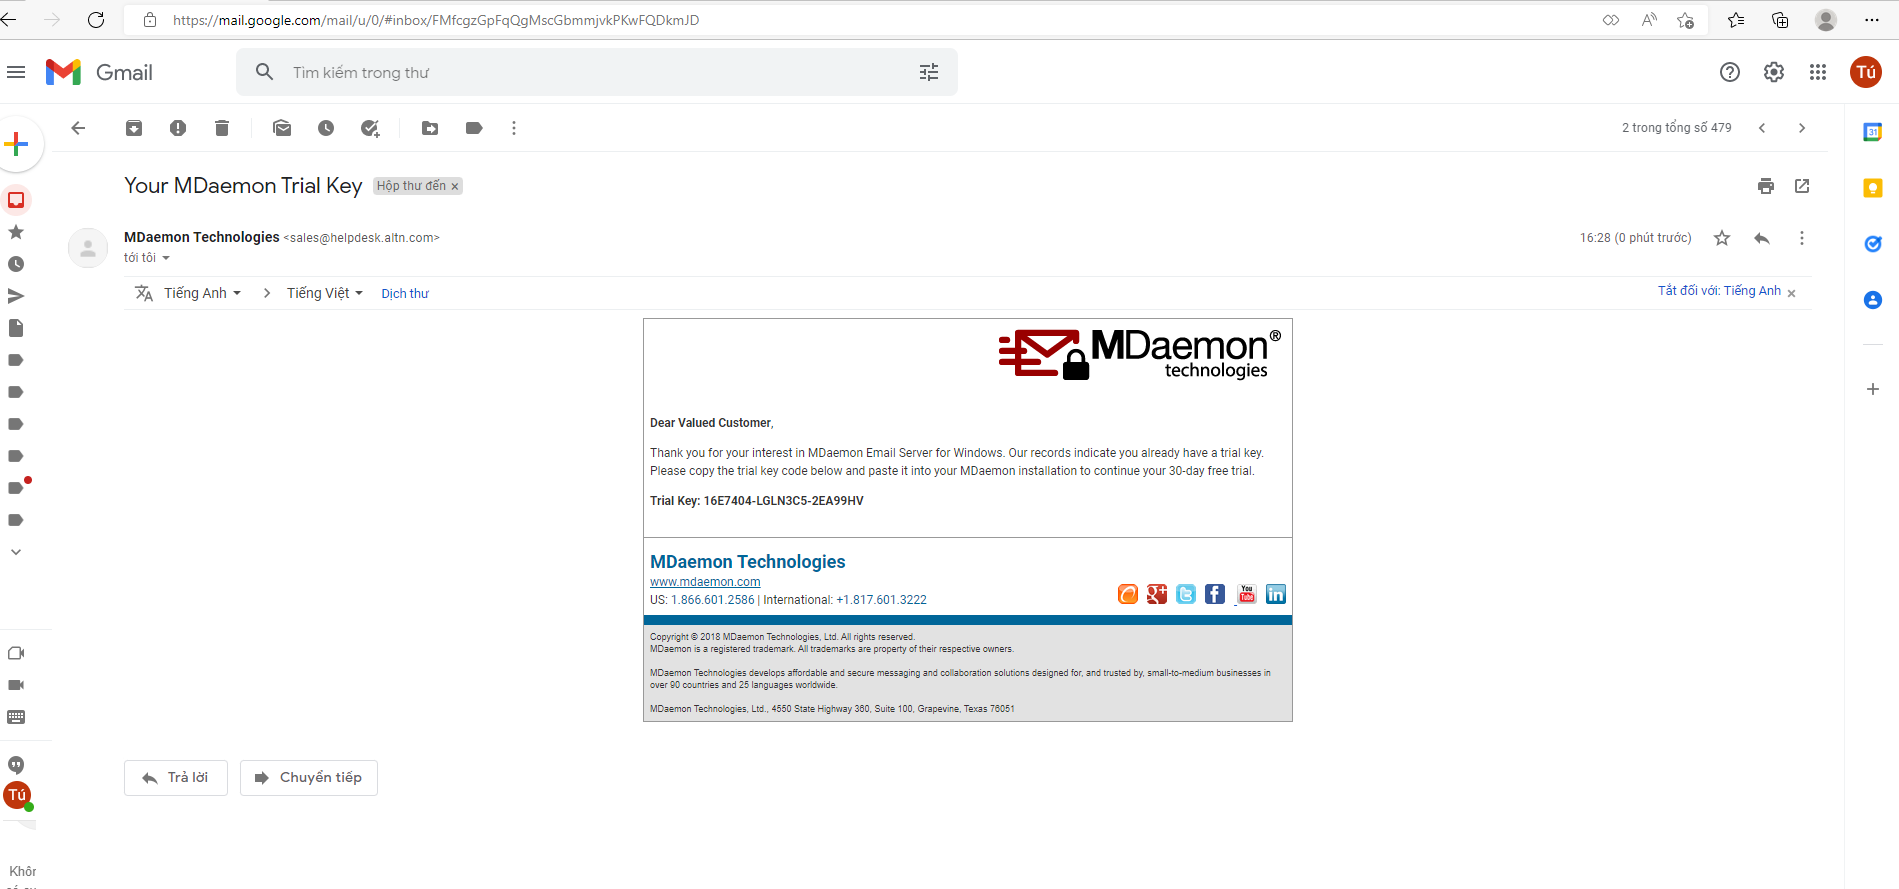 https://mail.google.com/mail/u/0/#inbox/FMfcgzGpFqQgMscGbmmjvkPKwFQDkmJD
Gmail
Tìm kiếm trong thư
Tú
2 trong tổng số 479
31
Your MDaemon Trial Key
Hộp thư đến ×
MDaemon Technologies <sales@helpdesk.altn.com>
16:28 (0 phút trước)
tới tôi
Tiếng Anh
Tiếng Việt
Dịch thư
Tắt đối với: Tiếng Anh ×
MDaemon®
technologies
Dear Valued Customer,
Thank you for your interest in MDaemon Email Server for Windows. Our records indicate you already have a trial key.
Please copy the trial key code below and paste it into your MDaemon installation to continue your 30-day free trial.
Trial Key: 16E7404-LGLN3C5-2EA99HV
MDaemon Technologies
www.mdaemon.com
US: 1.866.601.2586 | International: +1.817.601.3222
You
Tube
Copyright © 2018 MDaemon Technologies, Ltd. All rights reserved.
MDaemon is a registered trademark. All trademarks are property of their respective owners.
MDaemon Technologies develops affordable and secure messaging and collaboration solutions designed for, and trusted by, small-to-medium businesses in
over 90 countries and 25 languages worldwide.
MDaemon Technologies, Ltd., 4550 State Highway 360, Suite 100, Grapevine, Texas 76051
Trả lời
Chuyển tiếp
Tú